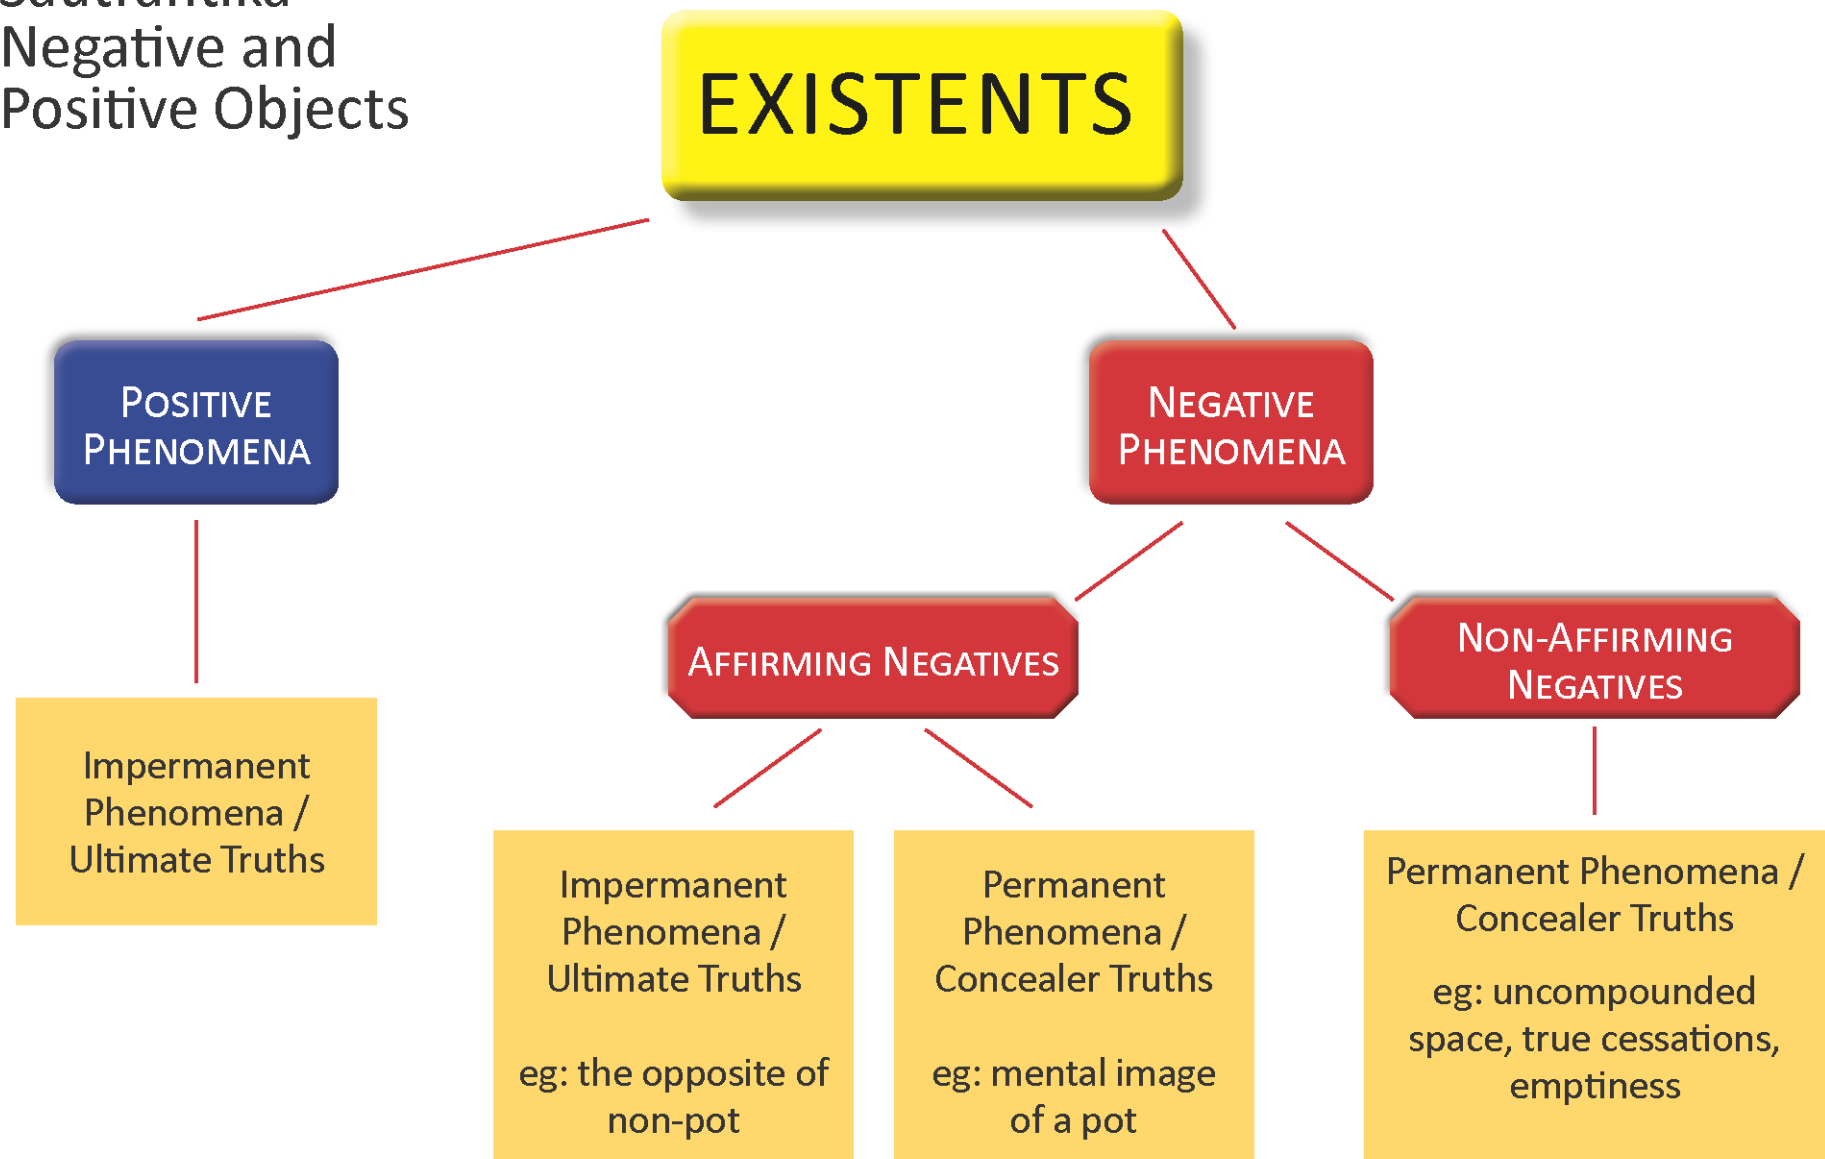 Sautrantika
Negative and
Positive Objects
EXISTENTS
POSITIVE
PHENOMENA
NEGATIVE
PHENOMENA
AFFIRMING NEGATIVES
NON-AFFIRMING
NEGATIVES
Impermanent
Phenomena /
Ultimate Truths
Impermanent
Phenomena /
Ultimate Truths
eg: the opposite of
non-pot
Permanent
Phenomena /
Concealer Truths
eg: mental image
of a pot
Permanent Phenomena /
Concealer Truths
eg: uncompounded
space, true cessations,
emptiness